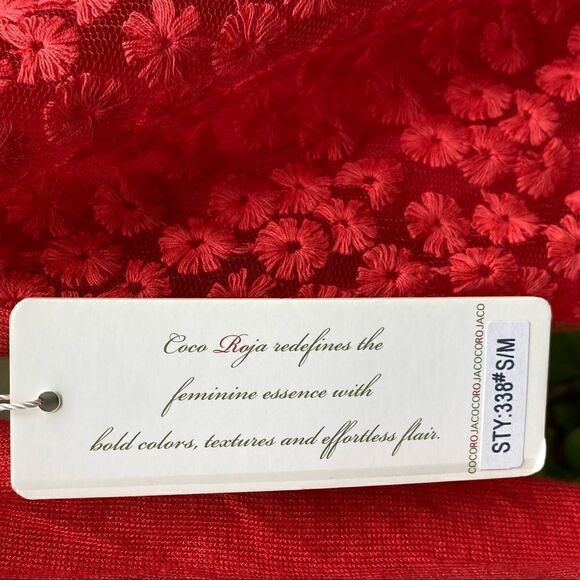 Coco Roja redefines the
feminine essence with
bold colors, textures and effortless flair.
COCOROJACOCOROJACOCOROJACO
STY:338# S/M